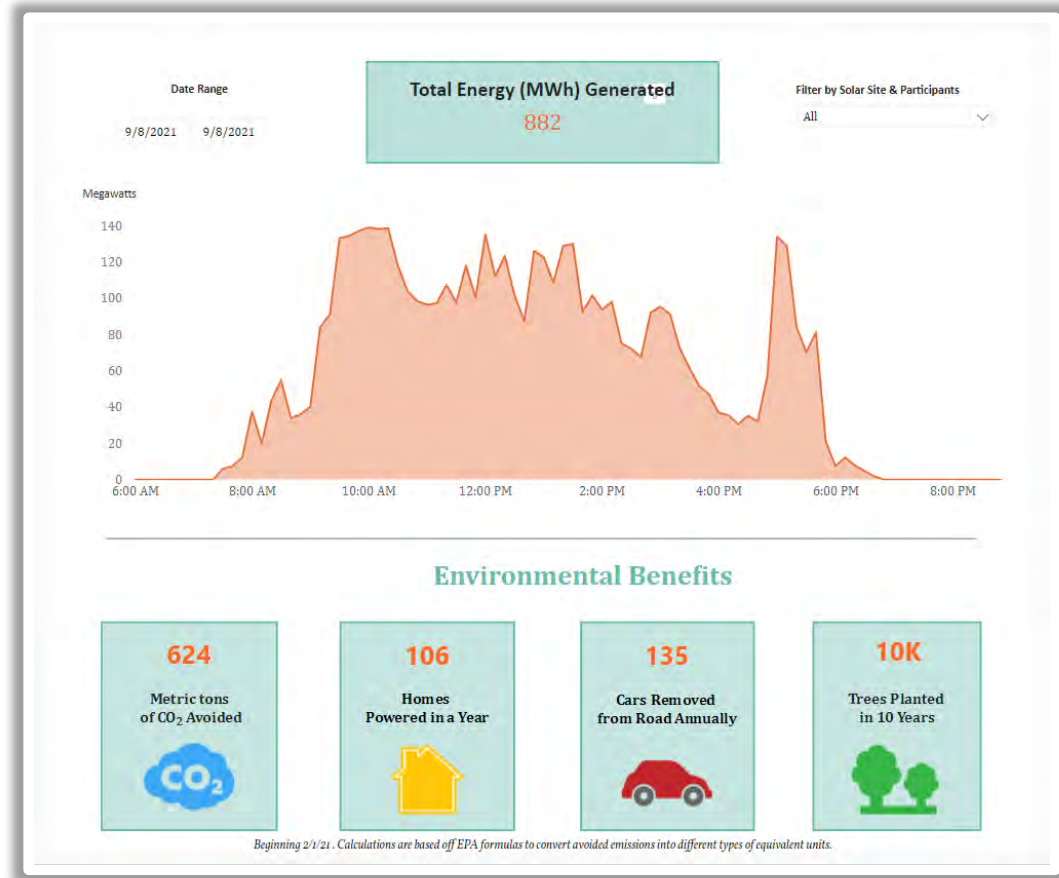 Date Range
9/8/2021 9/8/2021
Total Energy (MWh) Generated
882
Filter by Solar Site & Participants
All
Megawatts
140
120
100
80
60
40
20
0
6:00 AM 8:00 AM 10:00 AM 12:00 PM 2:00 PM 4:00 PM 6:00 PM 8:00 PM
Environmental Benefits
624
Metric tons
of CO₂ Avoided
CO₂
106
Homes
Powered in a Year
135
Cars Removed
from Road Annually
10K
Trees Planted
in 10 Years
Beginning 2/1/21 . Calculations are based off EPA formulas to convert avoided emissions into different types of equivalent units.